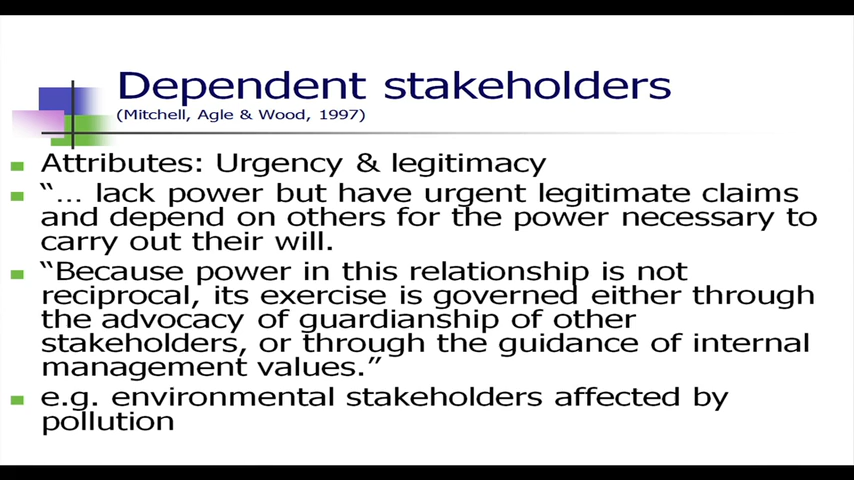 Dependent stakeholders
(Mitchell, Agle & Wood, 1997)
Attributes: Urgency & legitimacy
“… lack power but have urgent legitimate claims
and depend on others for the power necessary to
carry out their will.
“Because power in this relationship is not
reciprocal, its exercise is governed either through
the advocacy of guardianship of other
stakeholders, or through the guidance of internal
management values.”
e.g. environmental stakeholders affected by
pollution